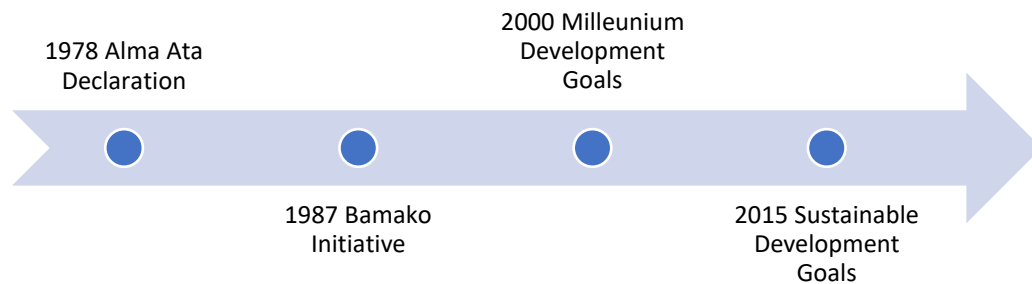 1978 Alma Ata
Declaration
1987 Bamako
Initiative
2000 Milleunium
Development
Goals
2015 Sustainable
Development
Goals